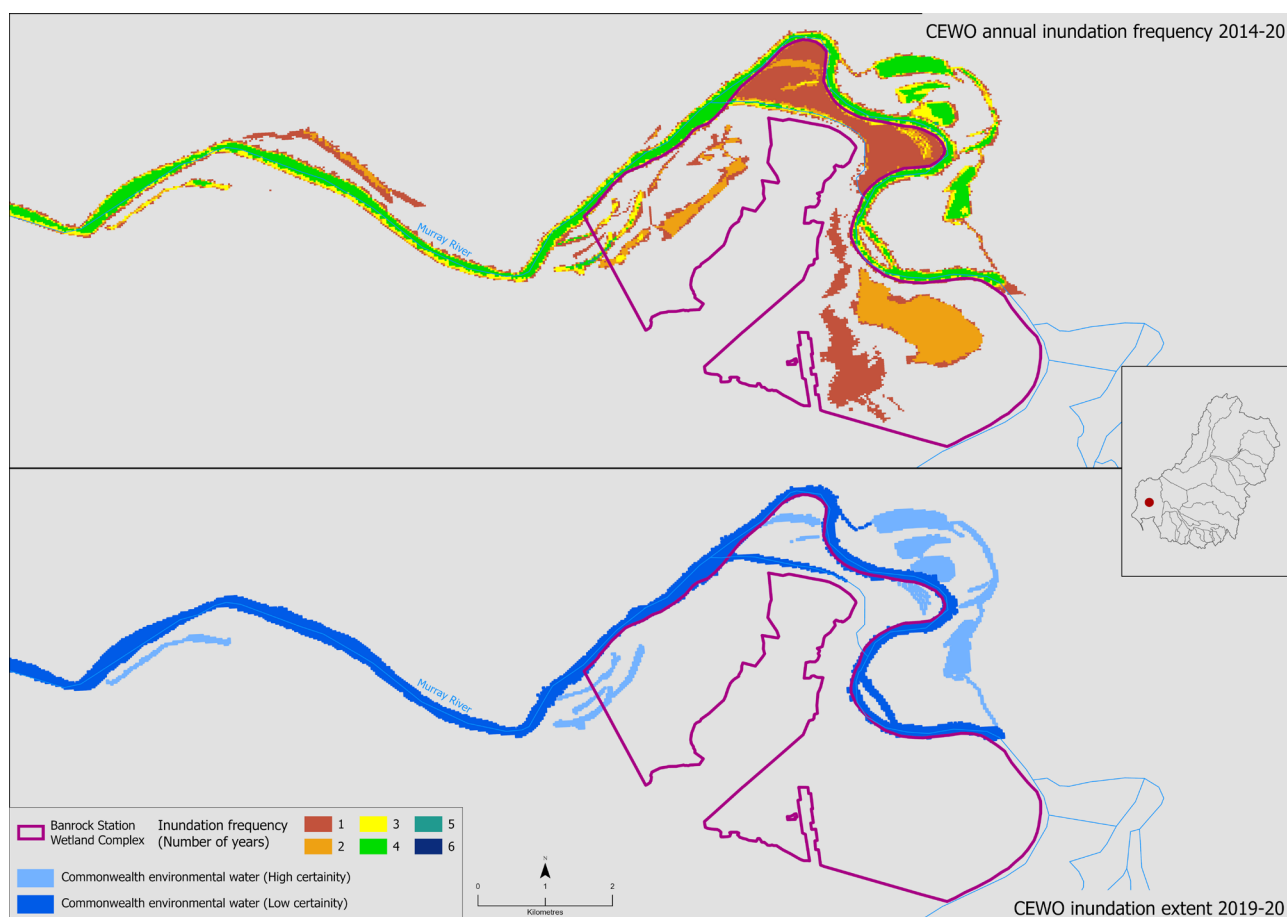 CEWO annual inundation frequency 2014-20
Murray River
Murray River
Banrock Station
Wetland Complex
Inundation frequency
(Number of years)
1 3 5
2 4 6
Commonwealth environmental water (High certainity)
Commonwealth environmental water (Low certainity)
N
0 1 2
Kilometres
CEWO inundation extent 2019-20